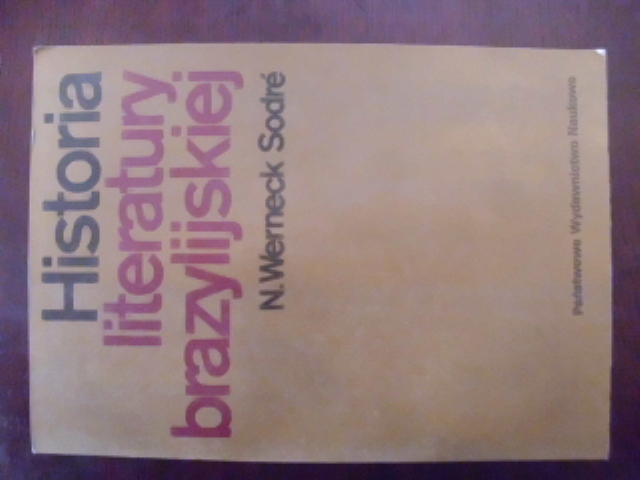 Historia
literatury
brazylijskiej
N. Werneck Sodré
Państwowe Wydawnictwo Naukowe